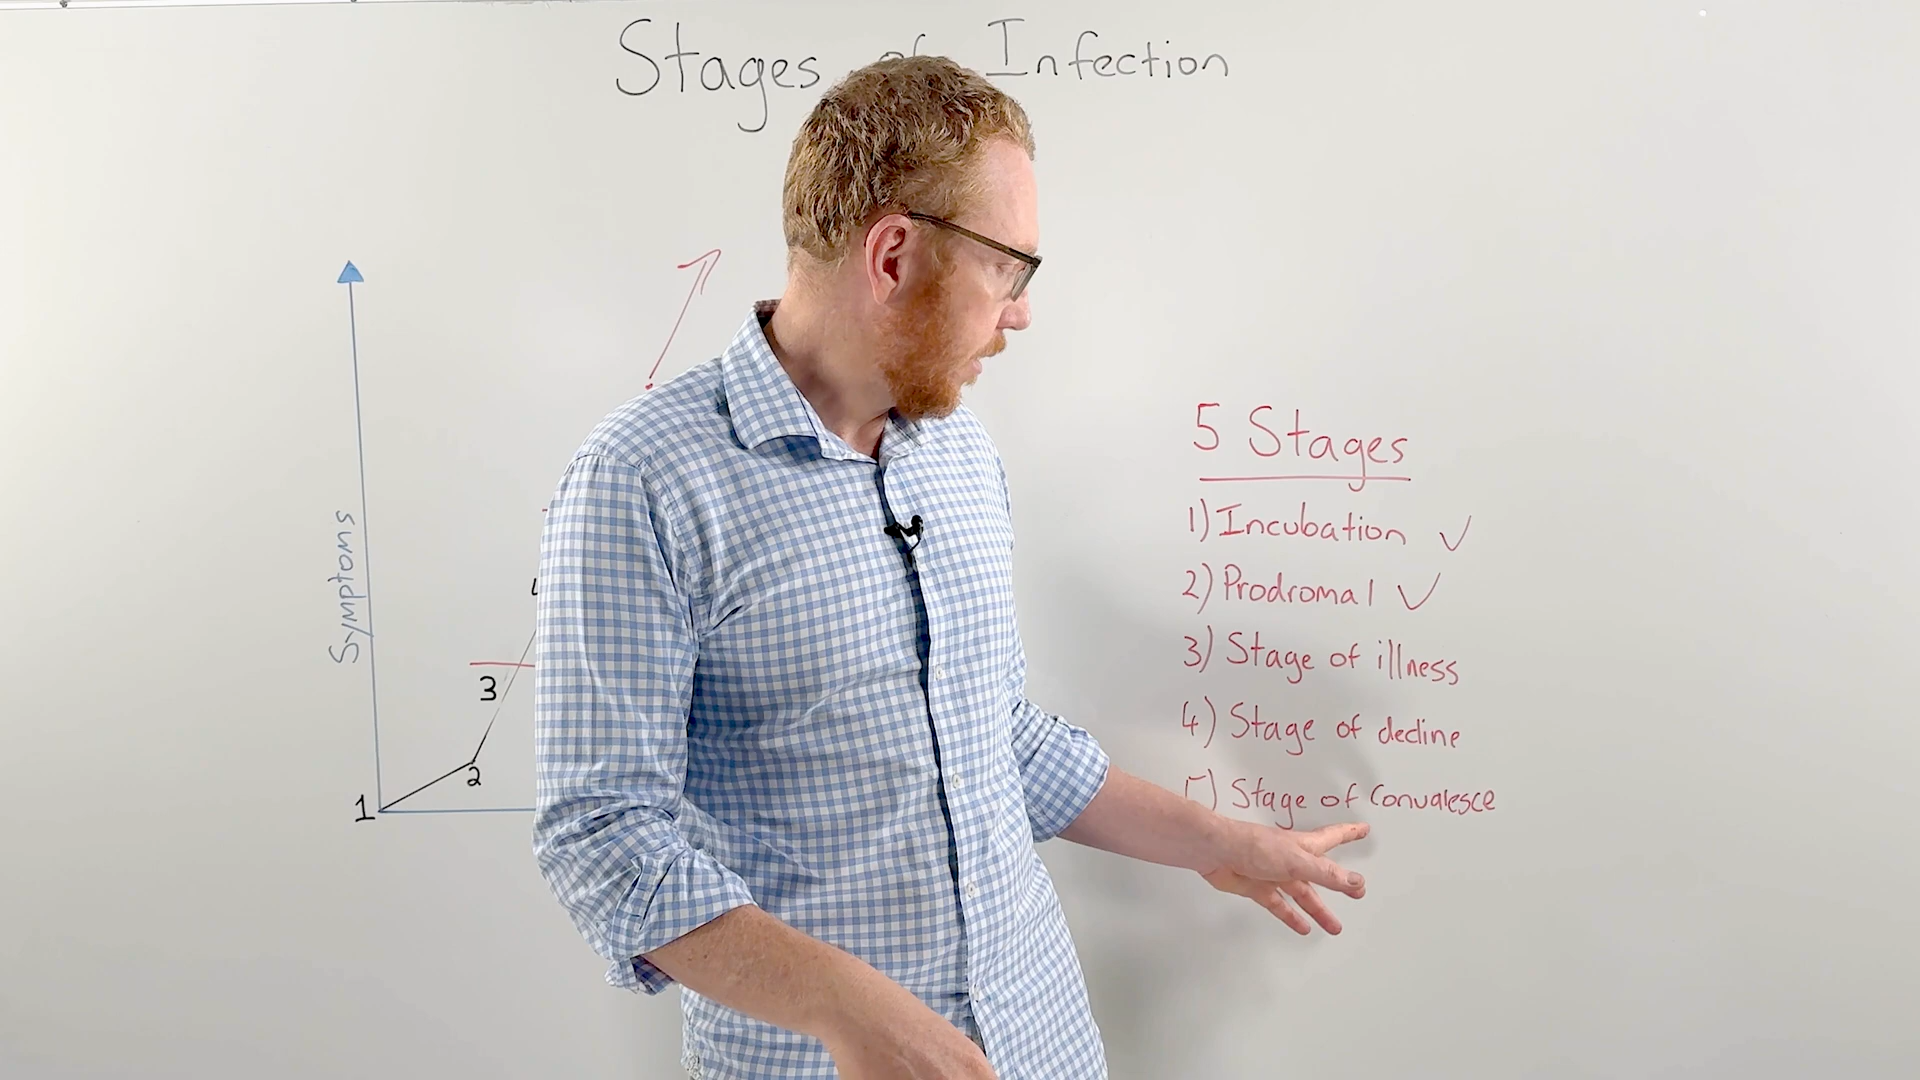 Stages of Infection
Symptoms
1
2
3
5 Stages
1) Incubation ✓
2) Prodromal ✓
3) Stage of illness
4) Stage of decline
5) Stage of Convalesce